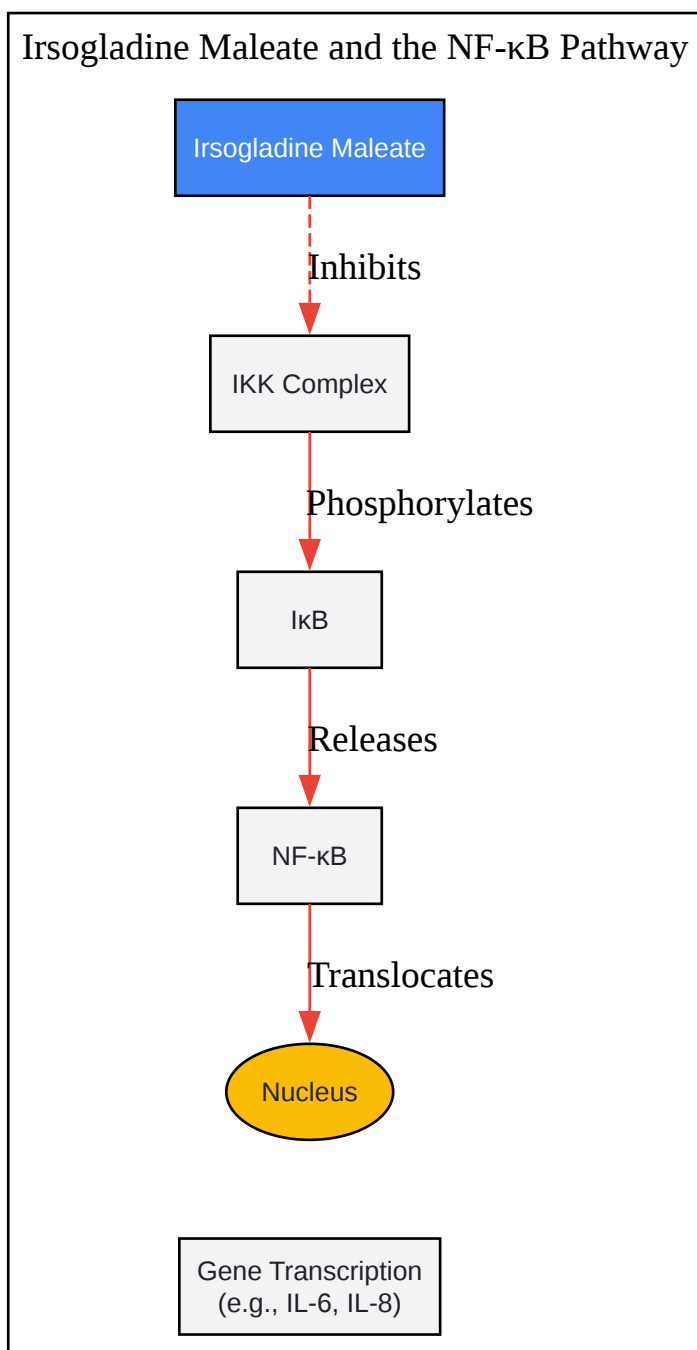 Irsogladine Maleate and the NF-κB Pathway
Irsogladine Maleate
Inhibits
IKK Complex
Phosphorylates
IκB
Releases
NF-κB
Translocates
Nucleus
Gene Transcription
(e.g., IL-6, IL-8)